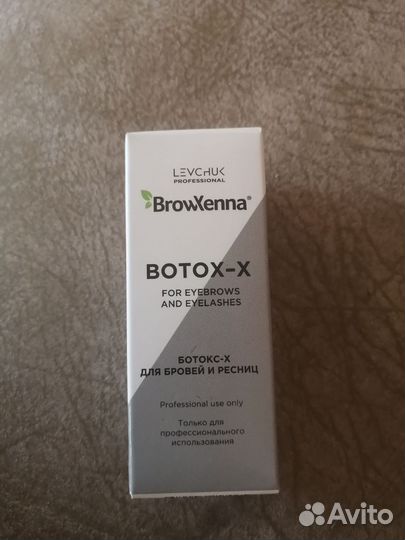 LEVCHUK
PROFESSIONAL
BrowXenna®
BOTOX-X
FOR EYEBROWS
AND EYELASHES
БОТОКС-Х
ДЛЯ БРОВЕЙ И РЕСНИЦ
Professional use only
Только для
профессионального
использования
Avito